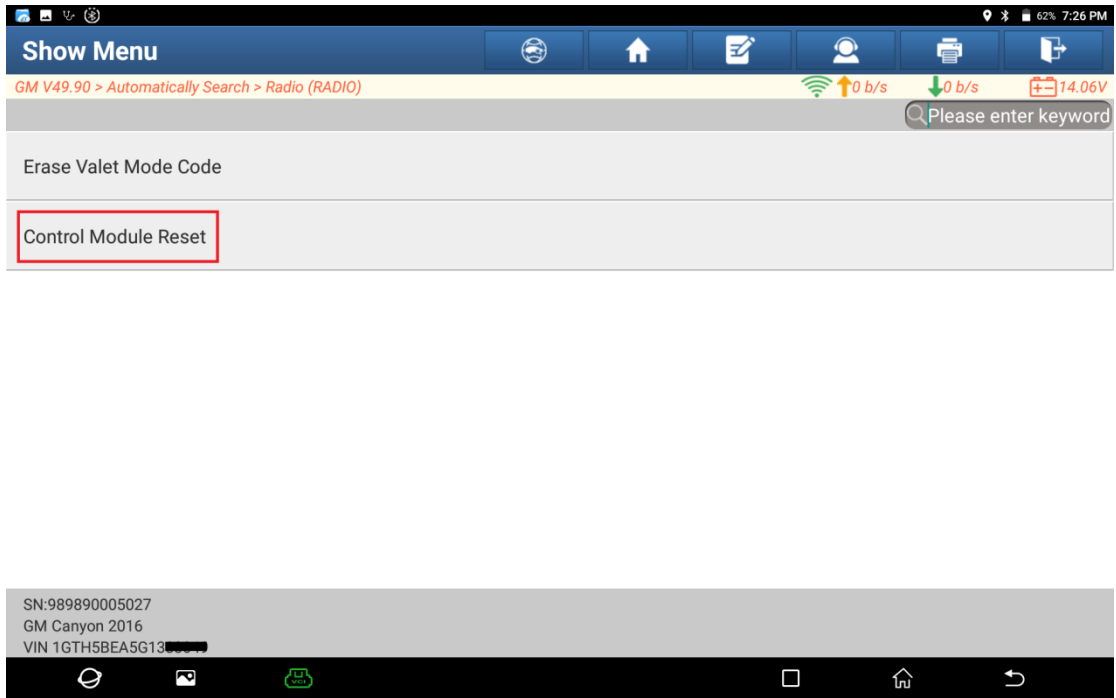 62% 7:26 PM
Show Menu
GM V49.90 > Automatically Search > Radio (RADIO)
0 b/s
0 b/s
14.06V
Please enter keyword
Erase Valet Mode Code
Control Module Reset
SN:989890005027
GM Canyon 2016
VIN 1GTH5BEA5G13
VCI